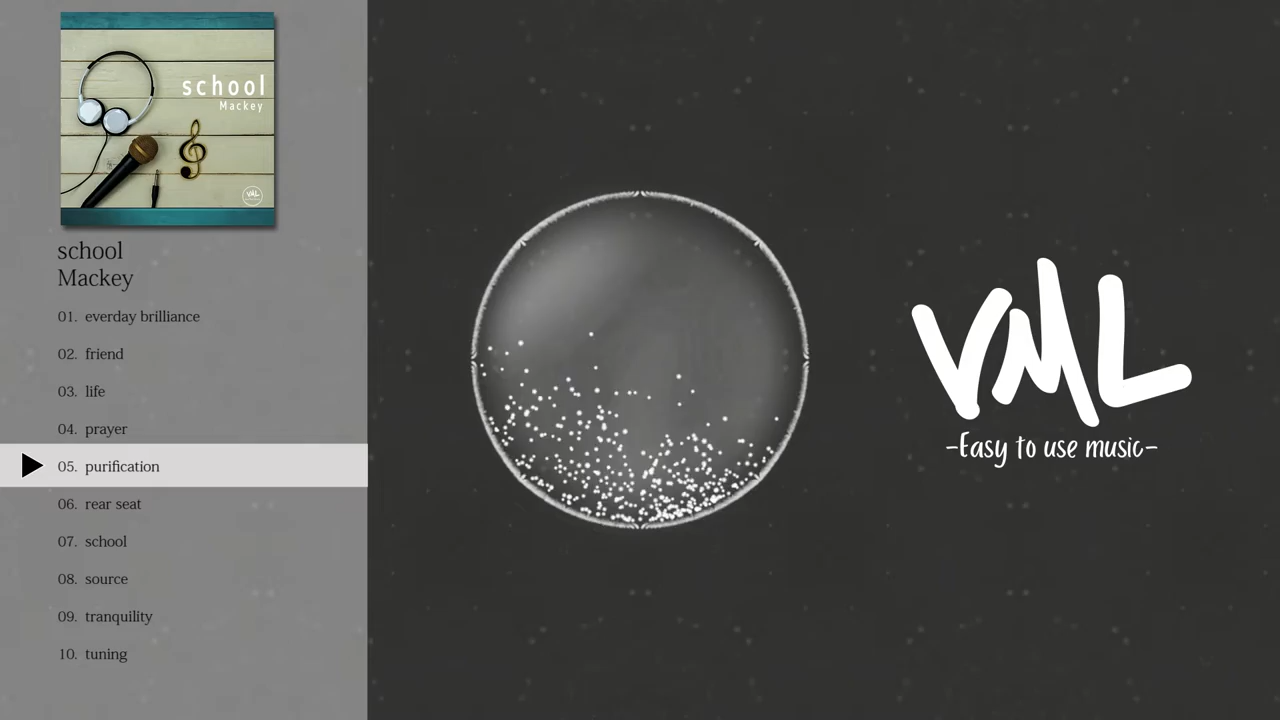 school
Mackey
VML
school
Mackey
01. everday brilliance
02. friend
03. life
04. prayer
05. purification
06. rear seat
07. school
08. source
09. tranquility
10. tuning
VML
-Easy to use music-